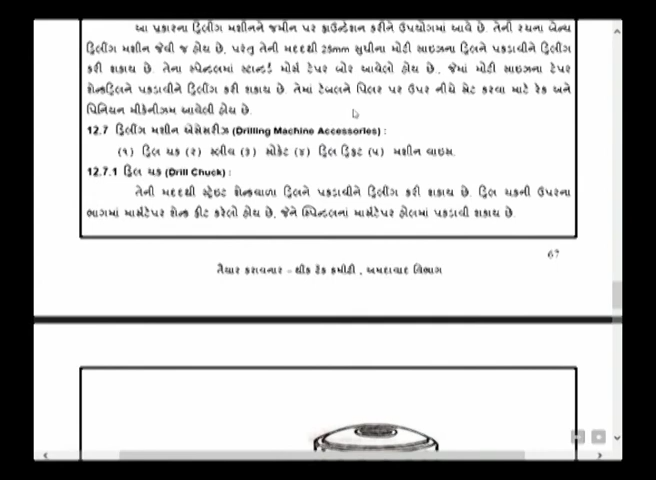 આ પ્રકારના ડ્રિલીંગ મશીનને જમીન પર ફાઉન્ડેશન કરીને ઉપયોગમાં આવે છે. તેની રચના બેન્ચ
ડ્રિલીંગ મશીન જેવી જ હોય છે. પરંતુ તેની મદદથી 25mm સુધીના મોટી સાઇઝના ડ્રિલને પકડાવીને ડ્રિલીંગ
કરી શકાય છે. તેના સ્પિન્ડલમાં સ્ટાન્ડર્ડ મોર્સ ટેપર બોર આવેલો હોય છે. જેમાં મોટી સાઇઝના ટેપર
શેન્કડ્રિલને પકડાવીને ડ્રિલીંગ કરી શકાય છે તેમાં ટેબલને પિલર પર ઉપર નીચે સેટ કરવા માટે રેક અને
પિનિયન મીકેનીઝમ આવેલી હોય છે.
12.7 ડ્રિલીંગ મશીન એસેસરીઝ (Drilling Machine Accessories) :
(૧) ડ્રિલ ચક (૨) સ્લીવ (૩) સોકેટ (૪) ડ્રિલ ડ્રિફ્ટ (૫) મશીન વાઇસ.
12.7.1 ડ્રિલ ચક (Drill Chuck) :
તેની મદદથી સ્ટ્રેઇટ શેન્કવાળા ડ્રિલને પકડાવીને ડ્રિલીંગ કરી શકાય છે. ડ્રિલ ચકની ઉપરના
ભાગમાં માર્સટેપર શેન્ક ફીટ કરેલો હોય છે, જેને સ્પિન્ડલનાં માર્સટેપર હોલમાં પકડાવી શકાય છે.
67
તૈયાર કરાવનાર - થીંક ટેંક કમીટી , અમદાવાદ વિભાગ